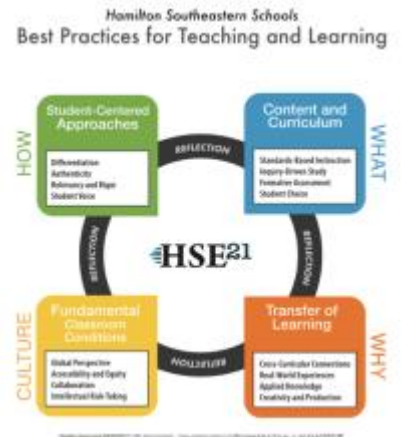 Hamilton Southeastern Schools
Best Practices for Teaching and Learning
HOW
Student-Centered
Approaches
Differentiation
Authenticity
Relevancy and Rigor
Student Voice
REFLECTION
Content and
Curriculum
Standards-Based Instruction
Inquiry-Driven Study
Formative Assessment
Student Choice
WHAT
REFLECTION
HSE21
REFLECTION
CULTURE
Fundamental
Classroom
Conditions
Global Perspective
Accessibility and Equity
Collaboration
Intellectual Risk-Taking
REFLECTION
Transfer of
Learning
Cross-Curricular Connections
Real-World Experiences
Applied Knowledge
Creativity and Production
WHY